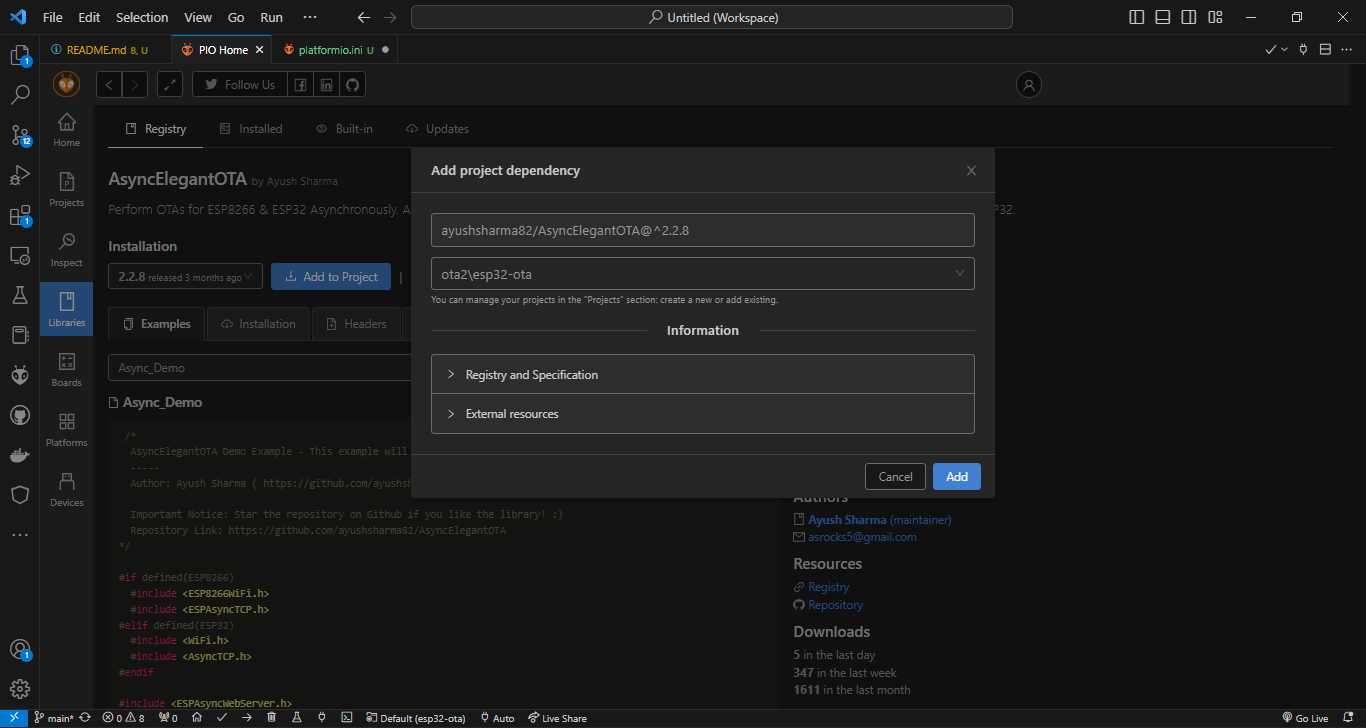 File Edit Selection View Go Run ··· Untitled (Workspace)
README.md 8, U PIO Home platformio.ini U
Follow Us
Home
Projects
Inspect
Libraries
Boards
Platforms
Devices
Registry Installed Built-in Updates
AsyncElegantOTA by Ayush Sharma
Perform OTAs for ESP8266 & ESP32 Asynchronously. A
32.
Installation
2.2.8 released 3 months ago Add to Project
Examples Installation Headers
Async_Demo
Async_Demo
/*
AsyncElegantOTA Demo Example - This example will
-----
Author: Ayush Sharma ( https://github.com/ayushsh
Important Notice: Star the repository on Github if you like the library! :)
Repository Link: https://github.com/ayushsharma82/AsyncElegantOTA
*/
#if defined(ESP8266)
#include <ESP8266WiFi.h>
#include <ESPAsyncTCP.h>
#elif defined(ESP32)
#include <WiFi.h>
#include <AsyncTCP.h>
#endif
#include <ESPAsyncWebServer.h>
Add project dependency
ayushsharma82/AsyncElegantOTA@^2.2.8
ota2\esp32-ota
You can manage your projects in the "Projects" section: create a new or add existing.
Information
Registry and Specification
External resources
Cancel Add
Authors
Ayush Sharma (maintainer)
asrocks5@gmail.com
Resources
Registry
Repository
Downloads
5 in the last day
347 in the last week
1611 in the last month
1
12
1
1
main* 0 8 0 Default (esp32-ota) Auto Live Share Go Live